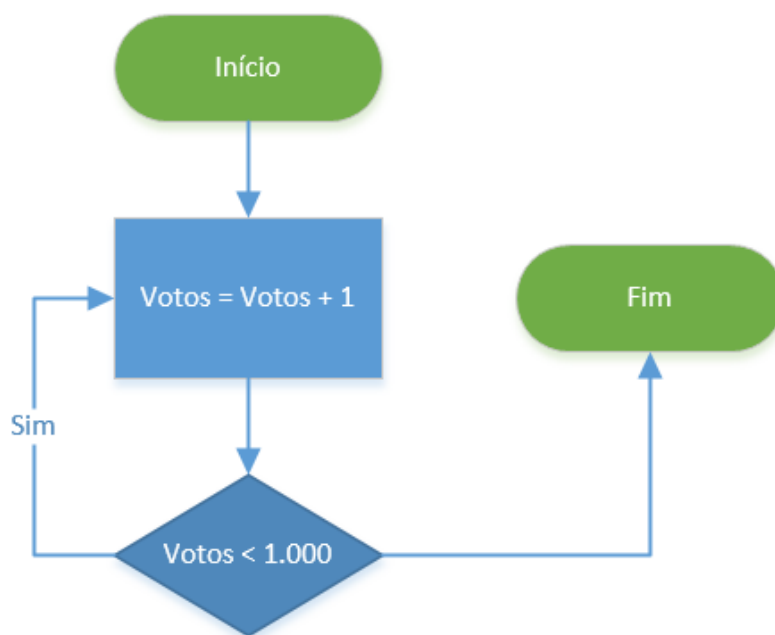 Início
Votos = Votos + 1
Fim
Sim
Votos < 1.000